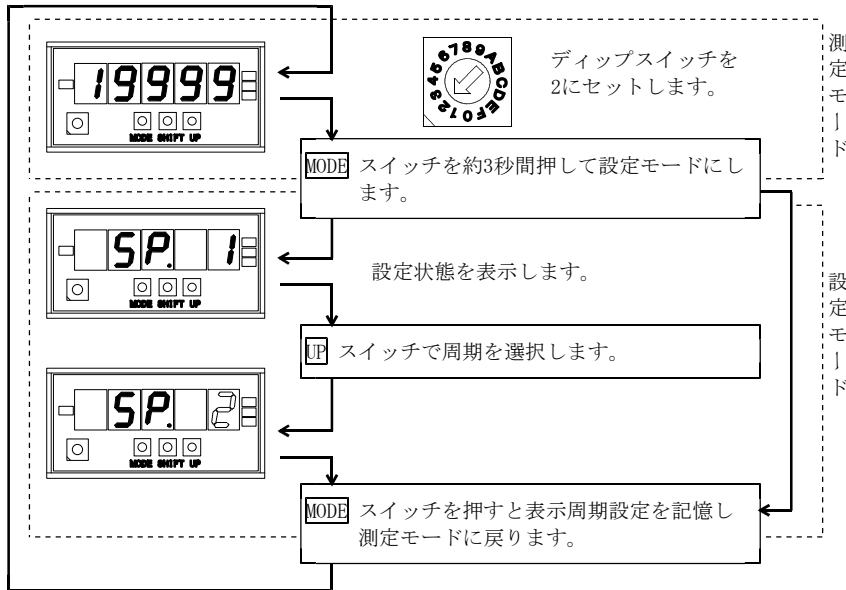 19999
MODE SHIFT UP
456789ABCDEF0123
ディップスイッチを
2にセットします。
測定モード
MODE スイッチを約3秒間押して設定モードにし
ます。
SP. 1
MODE SHIFT UP
設定状態を表示します。
設定モード
UP スイッチで周期を選択します。
SP. 2
MODE SHIFT UP
MODE スイッチを押すと表示周期設定を記憶し
測定モードに戻ります。